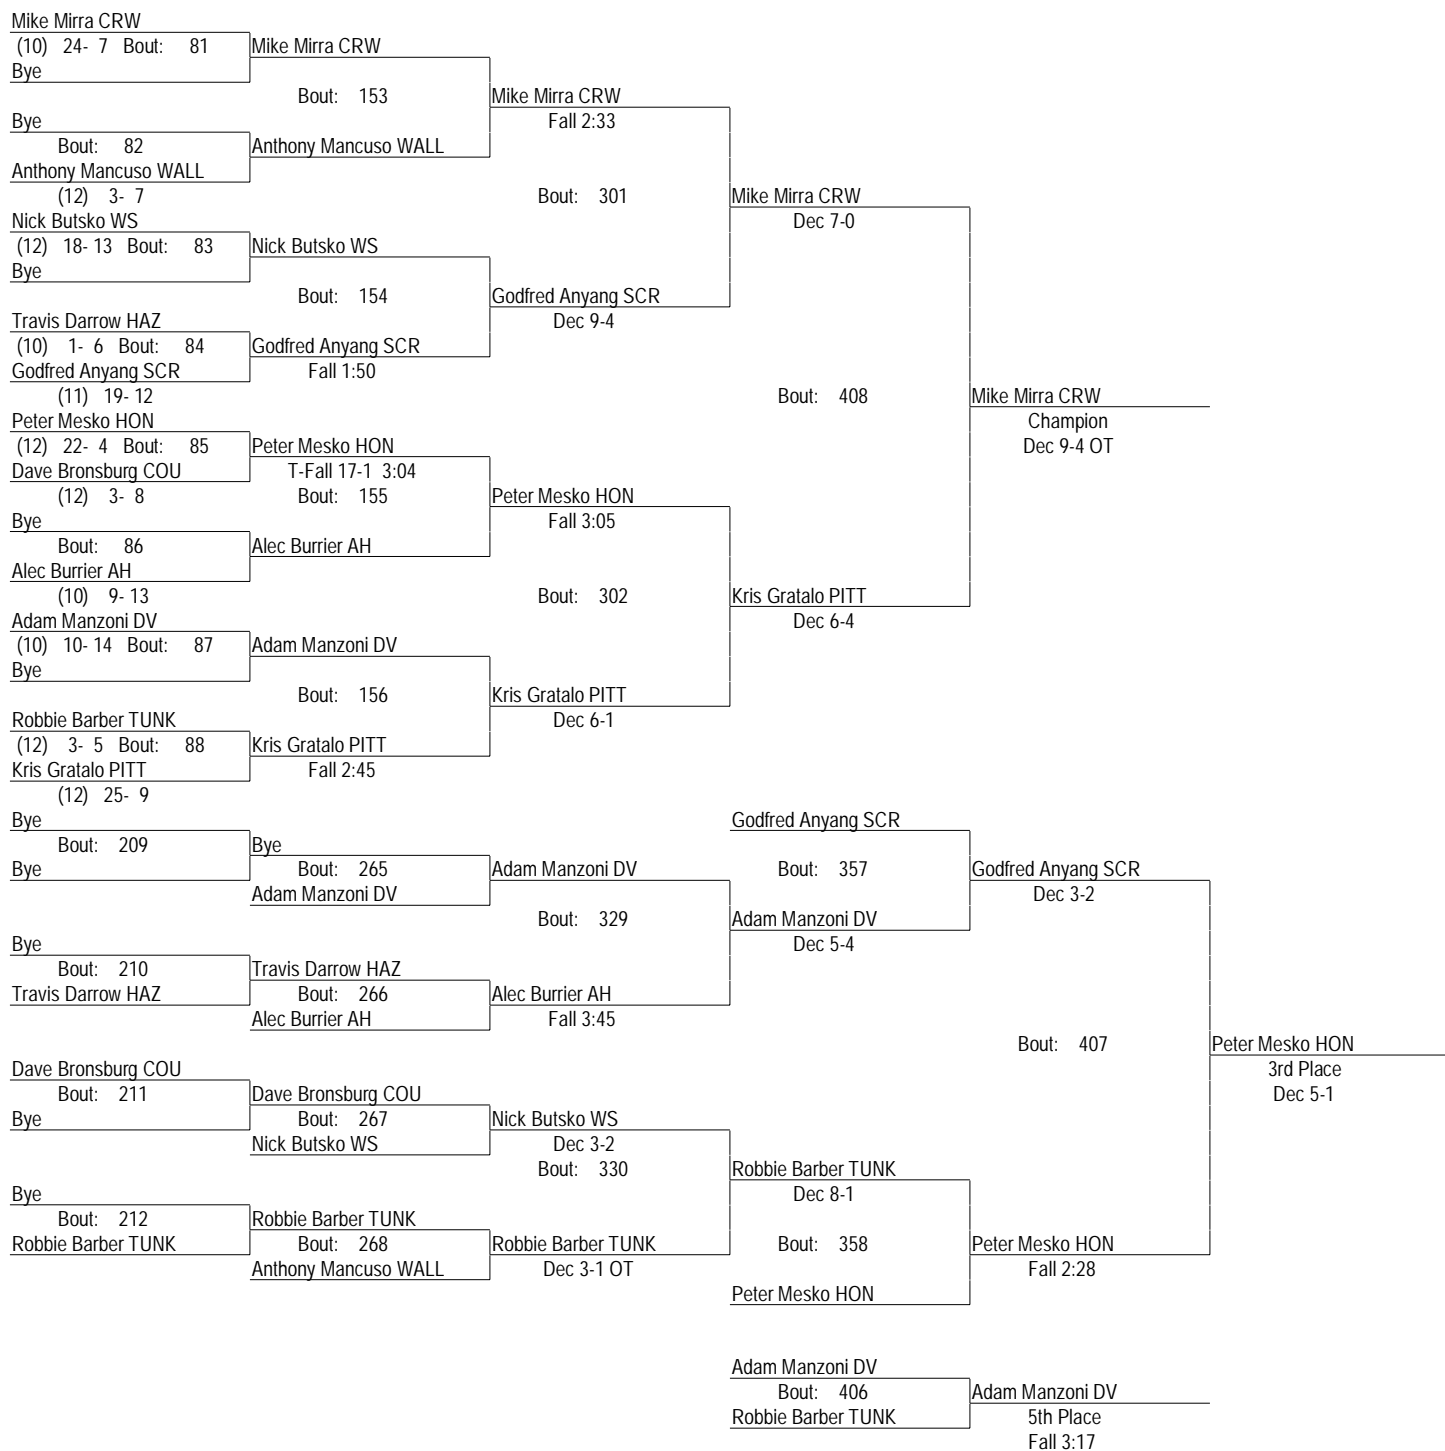 Mike Mirra CRW
(10) 24- 7 Bout: 81 Mike Mirra CRW
Bye
Bout: 153 Mike Mirra CRW
Bye Fall 2:33
Bout: 82 Anthony Mancuso WALL
Anthony Mancuso WALL
(12) 3- 7 Bout: 301 Mike Mirra CRW
Nick Butsko WS Dec 7-0
(12) 18- 13 Bout: 83 Nick Butsko WS
Bye
Bout: 154 Godfred Anyang SCR
Travis Darrow HAZ Dec 9-4
(10) 1- 6 Bout: 84 Godfred Anyang SCR
Godfred Anyang SCR Fall 1:50
(11) 19- 12 Bout: 408 Mike Mirra CRW
Peter Mesko HON Champion
(12) 22- 4 Bout: 85 Peter Mesko HON Dec 9-4 OT
Dave Bronsburg COU T-Fall 17-1 3:04
(12) 3- 8 Bout: 155 Peter Mesko HON
Bye Fall 3:05
Bout: 86 Alec Burrier AH
Alec Burrier AH
(10) 9- 13 Bout: 302 Kris Gratalo PITT
Adam Manzoni DV Dec 6-4
(10) 10- 14 Bout: 87 Adam Manzoni DV
Bye
Bout: 156 Kris Gratalo PITT
Robbie Barber TUNK Dec 6-1
(12) 3- 5 Bout: 88 Kris Gratalo PITT
Kris Gratalo PITT Fall 2:45
(12) 25- 9
Bye Godfred Anyang SCR
Bout: 209 Bye
Bye Bout: 265 Adam Manzoni DV Bout: 357 Godfred Anyang SCR
Adam Manzoni DV Dec 3-2
Bout: 329 Adam Manzoni DV
Bye Dec 5-4
Bout: 210 Travis Darrow HAZ
Travis Darrow HAZ Bout: 266 Alec Burrier AH
Alec Burrier AH Fall 3:45
Bout: 407 Peter Mesko HON
Dave Bronsburg COU 3rd Place
Bout: 211 Dave Bronsburg COU Dec 5-1
Bye Bout: 267 Nick Butsko WS
Nick Butsko WS Dec 3-2
Bout: 330 Robbie Barber TUNK
Bye Dec 8-1
Bout: 212 Robbie Barber TUNK
Robbie Barber TUNK Bout: 268 Robbie Barber TUNK Bout: 358 Peter Mesko HON
Anthony Mancuso WALL Dec 3-1 OT Fall 2:28
Peter Mesko HON
Adam Manzoni DV
Bout: 406 Adam Manzoni DV
Robbie Barber TUNK 5th Place
Fall 3:17